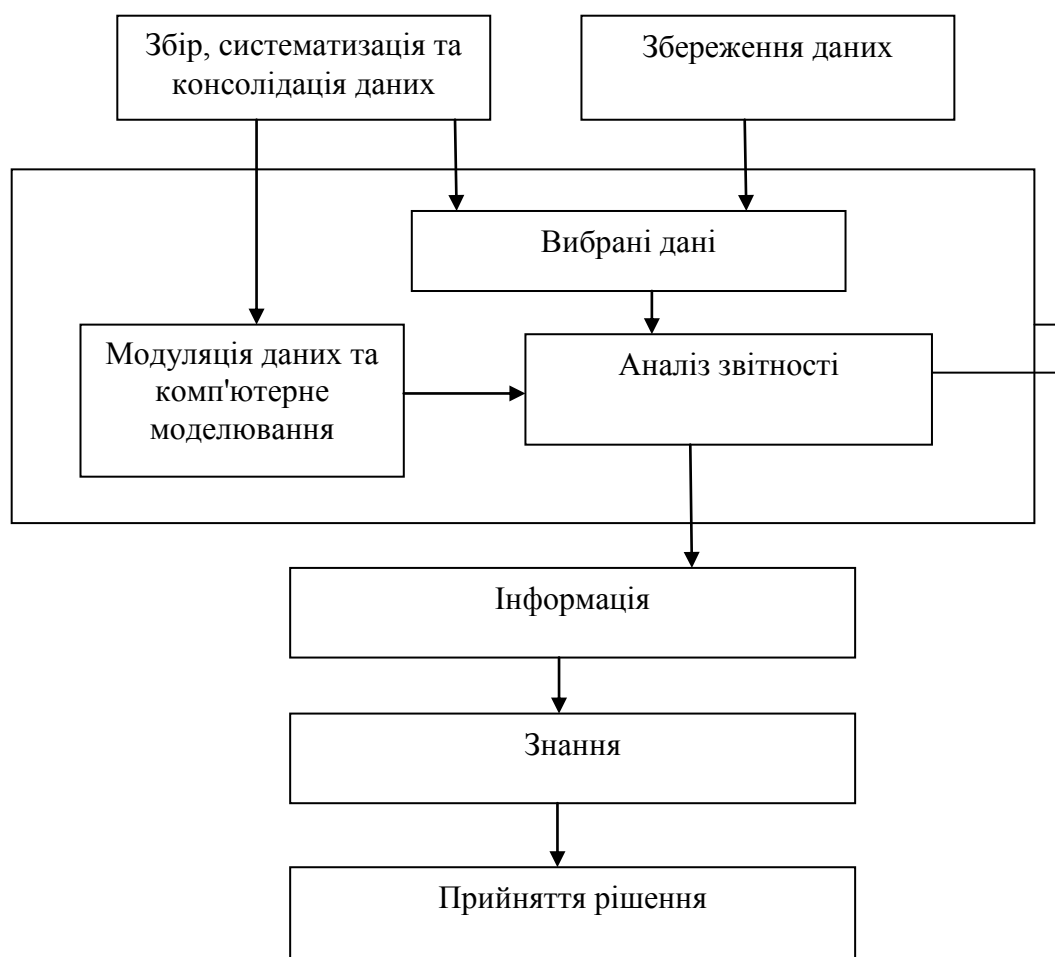 Збір, систематизація та
консолідація даних
Збереження даних
Вибрані дані
Модуляція даних та
комп'ютерне
моделювання
Аналіз звітності
Інформація
Знання
Прийняття рішення